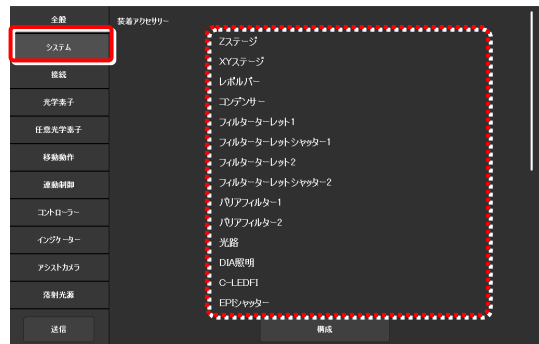 全般
システム
接続
光学素子
任意光学素子
移動動作
連動制御
コントローラー
インジケーター
アシストカメラ
落射光源
送信
装着アクセサリー
Zステージ
XYステージ
レボルバー
コンデンサー
フィルターターレット1
フィルターターレットシャッター1
フィルターターレット2
フィルターターレットシャッター2
バリアフィルター1
バリアフィルター2
光路
DIA照明
C-LEDFI
EPIシャッター
構成